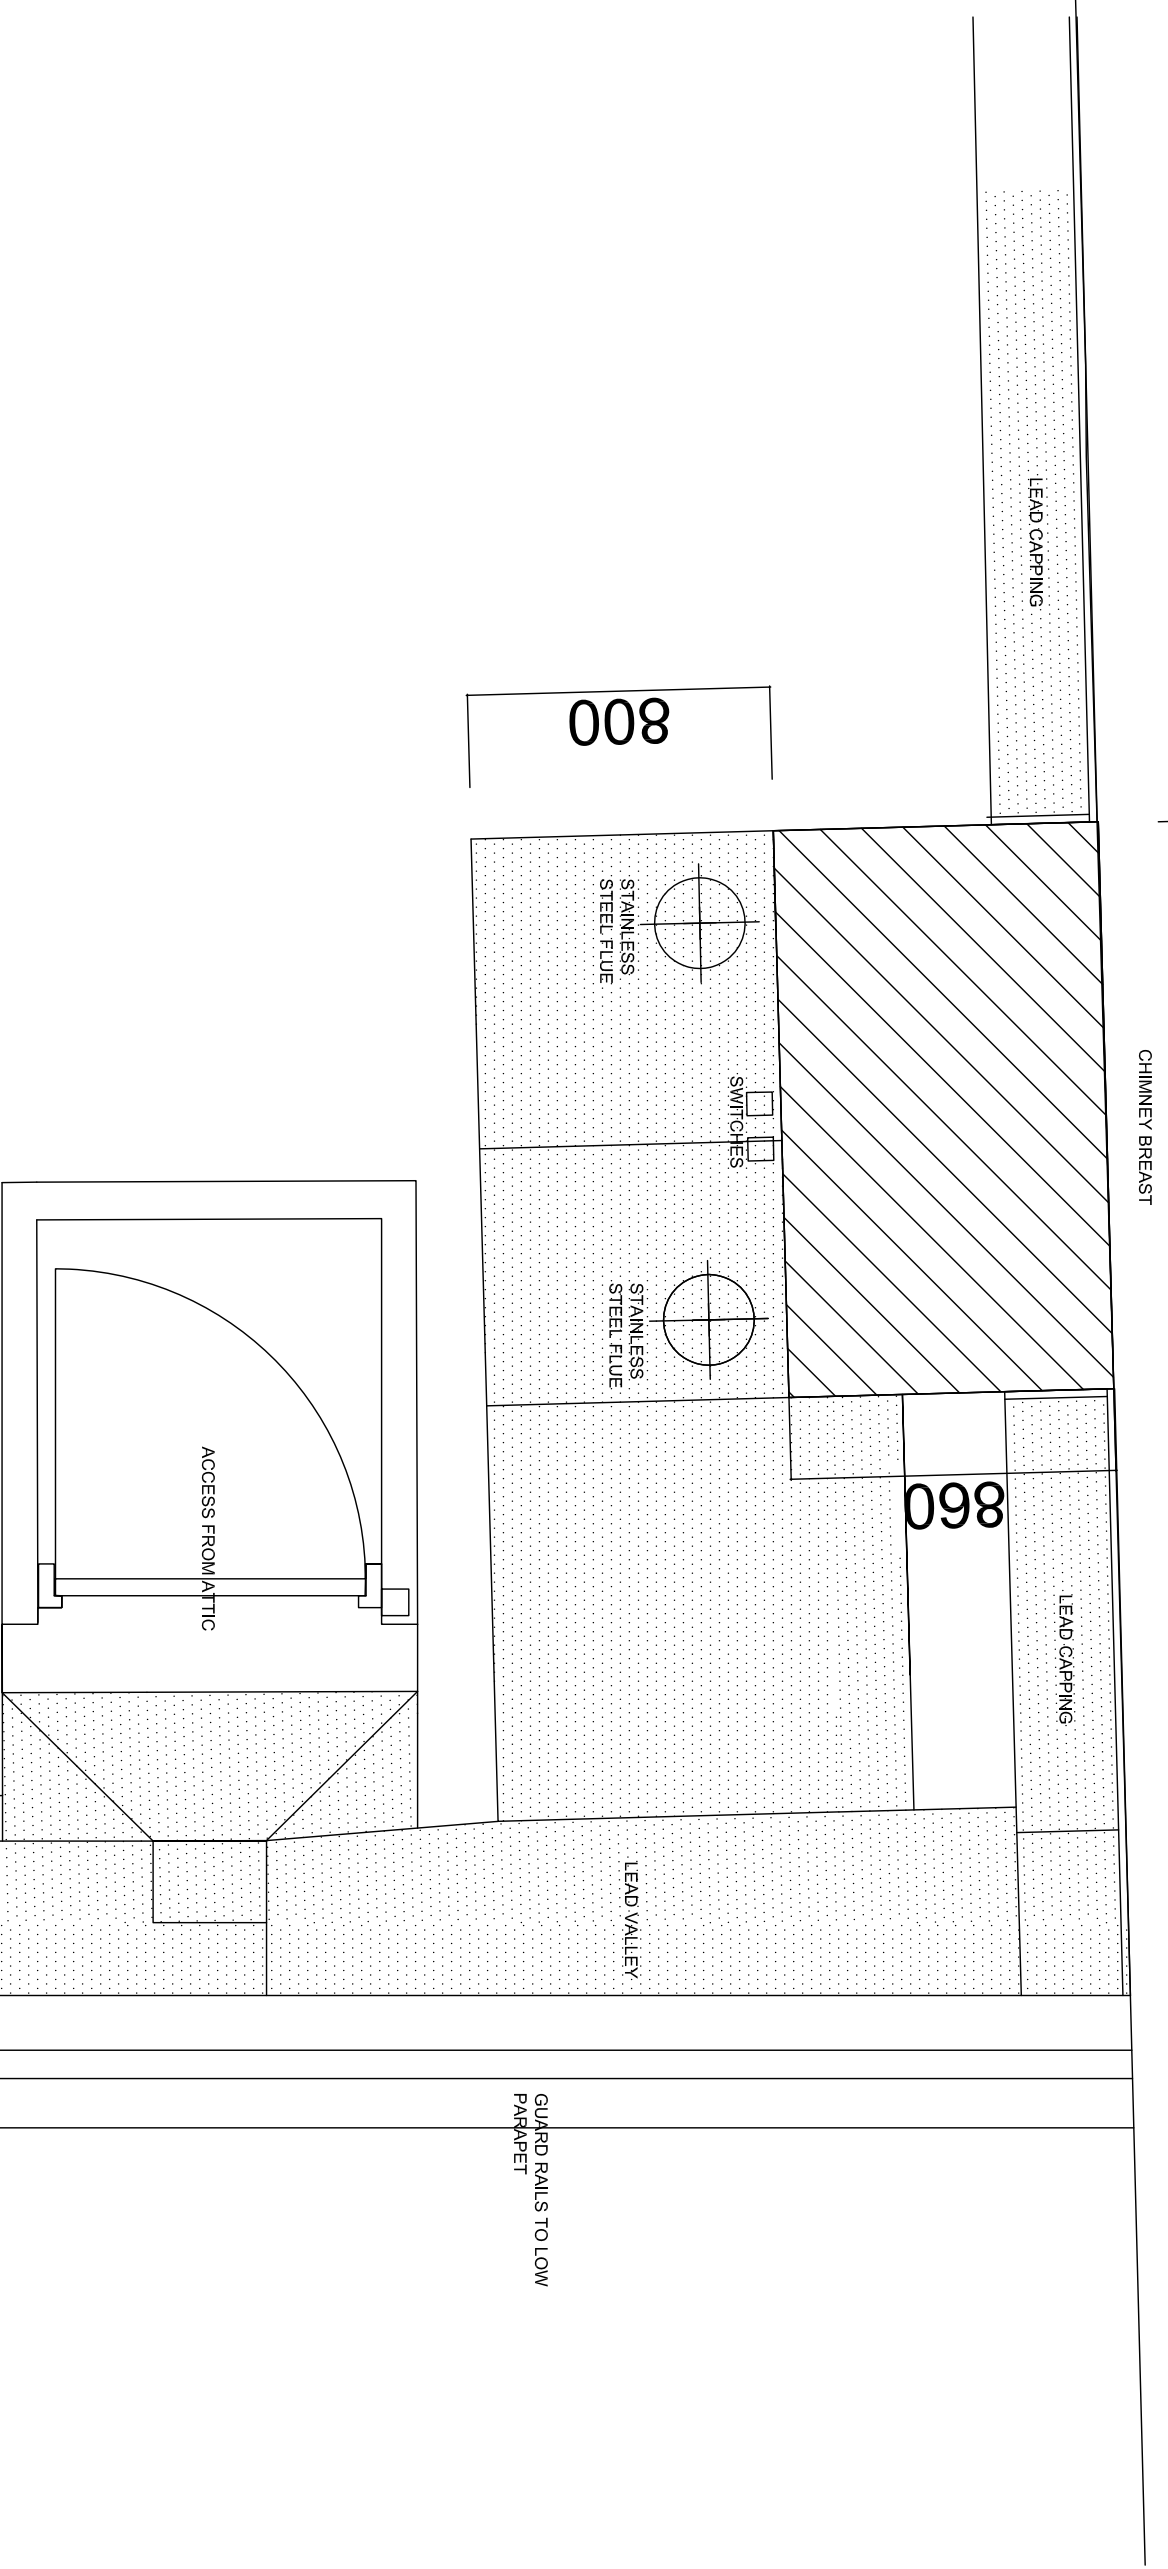 LEAD CAPPING
800
STAINLESS
STEEL FLUE
SWITCHES
CHIMNEY BREAST
STAINLESS
STEEL FLUE
ACCESS FROM ATTIC
860
LEAD CAPPING
LEAD VALLEY
GUARD RAILS TO LOW
PARAPET